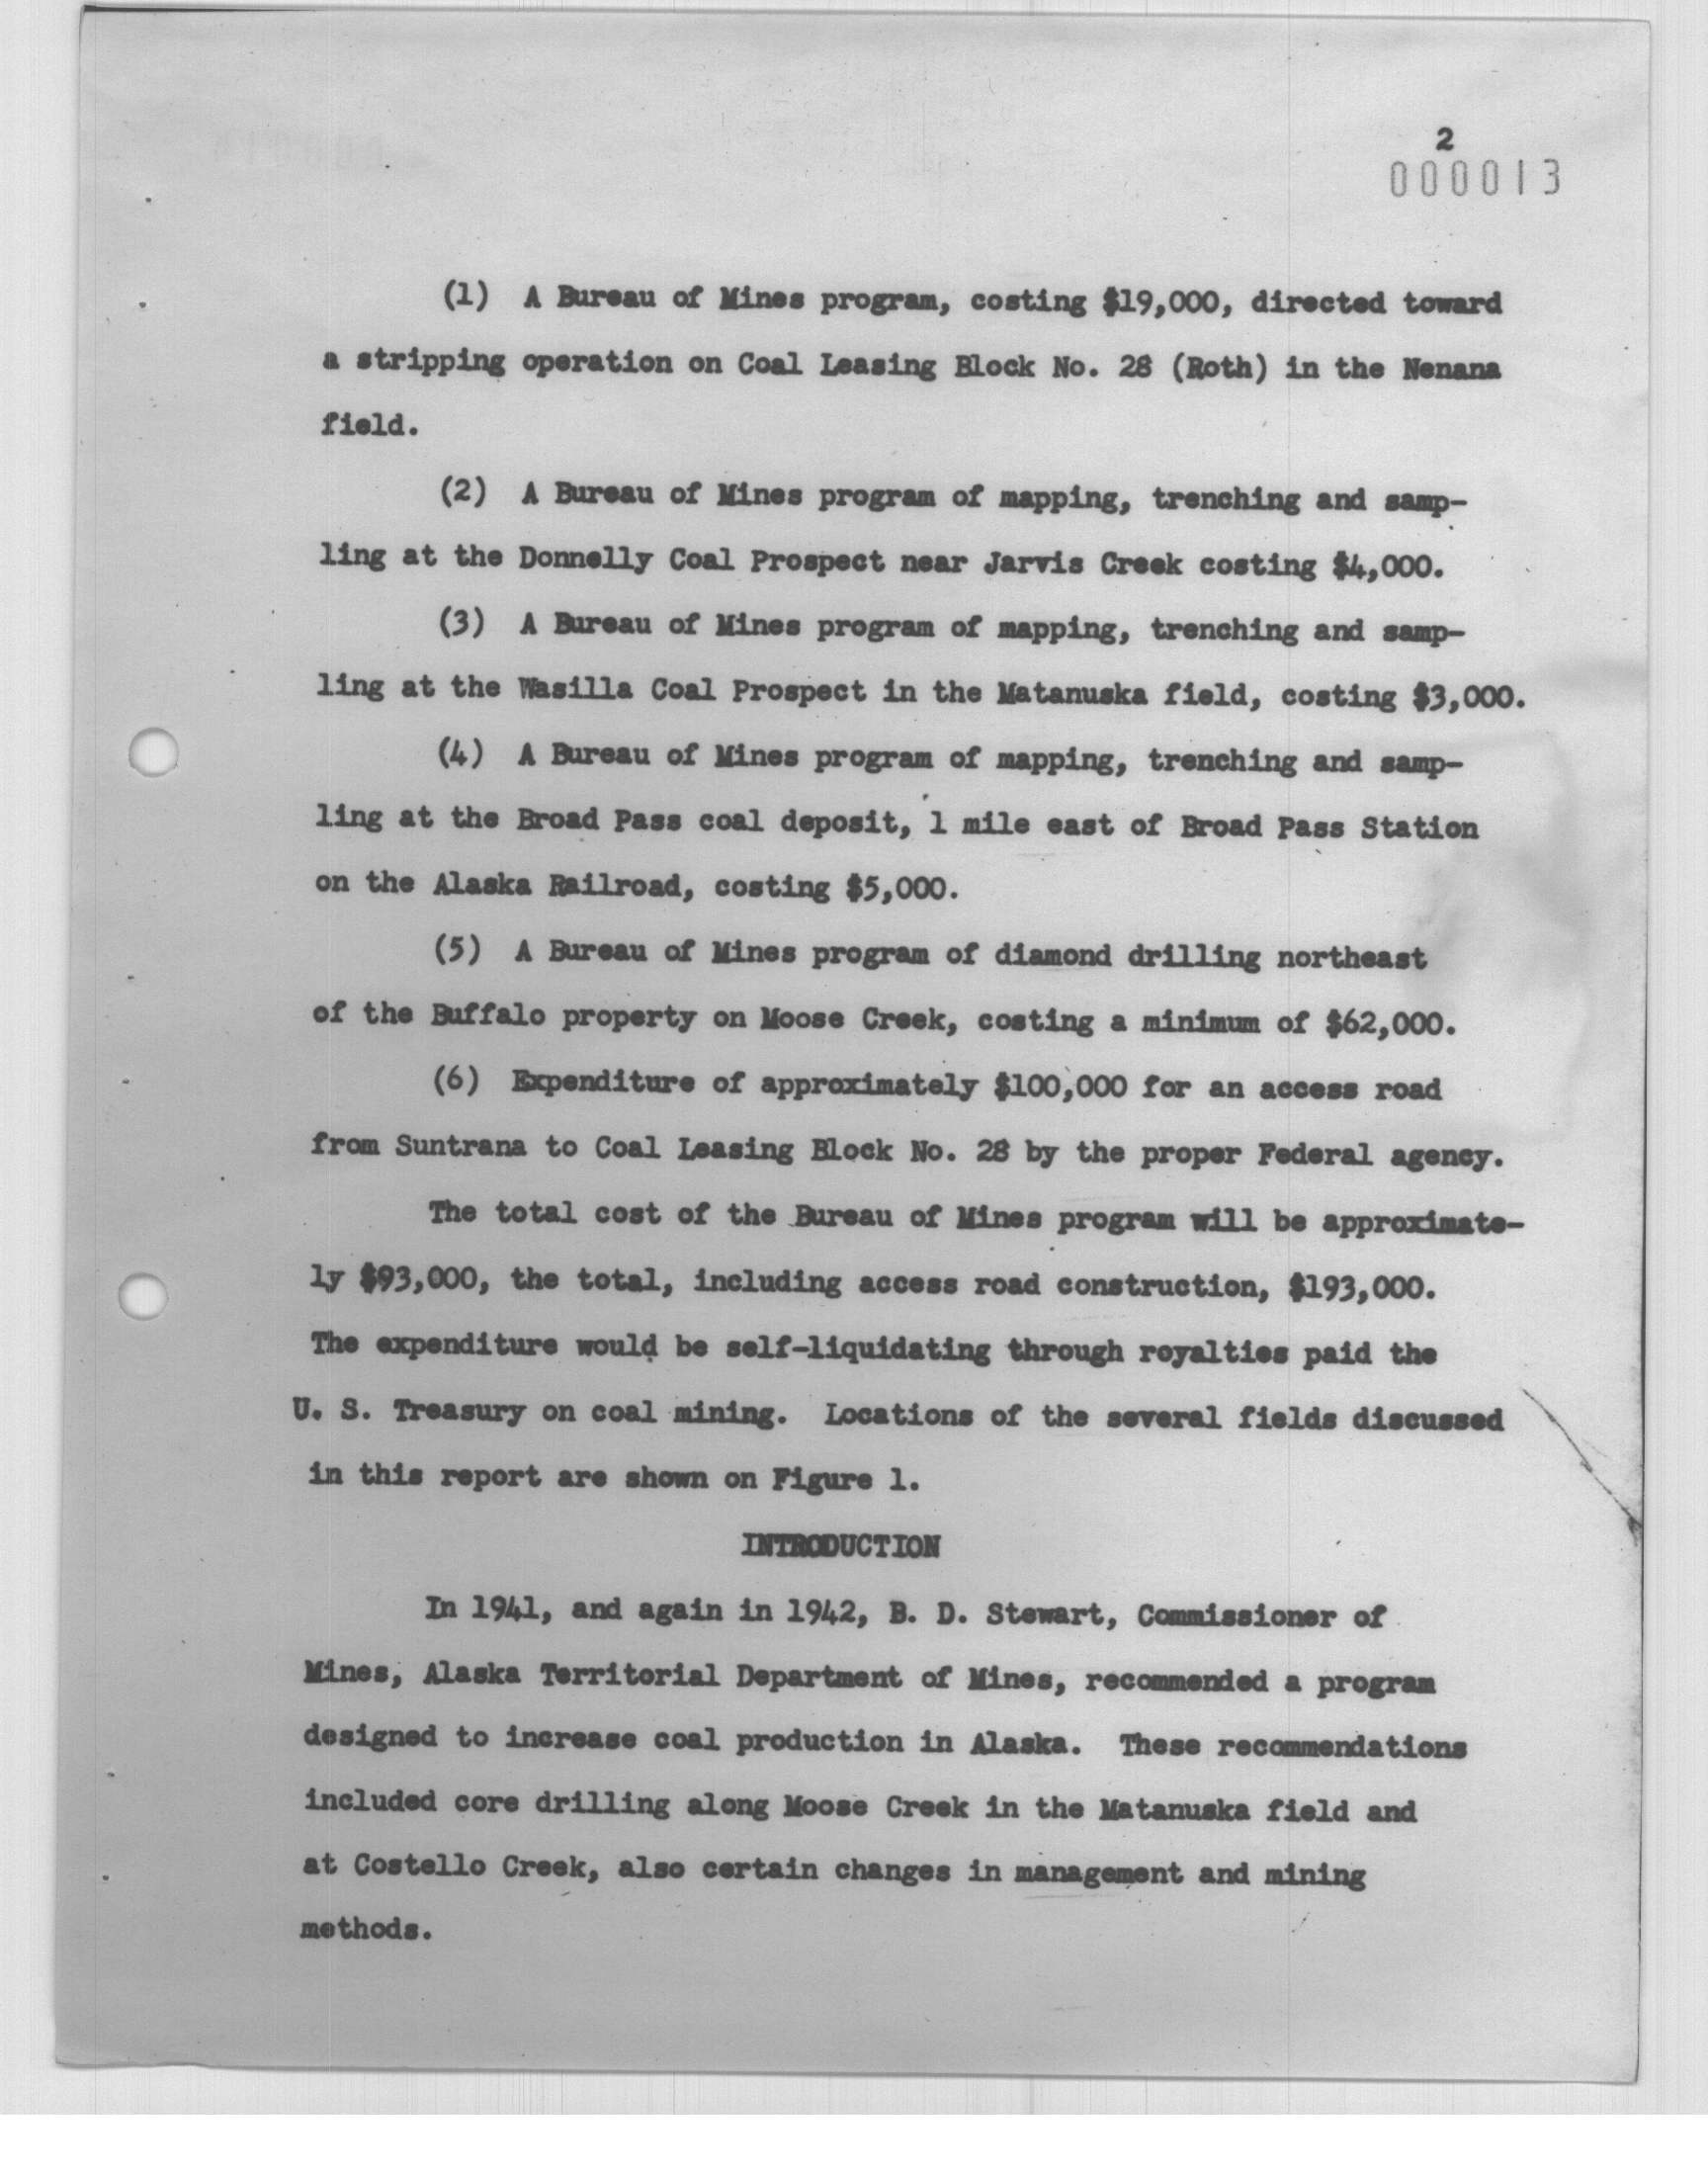 2
000013
(1) A Bureau of Mines program, costing $19,000, directed toward
a stripping operation on Coal Leasing Block No. 28 (Roth) in the Nenana
field.
(2) A Bureau of Mines program of mapping, trenching and samp-
ling at the Donnelly Coal Prospect near Jarvis Creek costing $4,000.
(3) A Bureau of Mines program of mapping, trenching and samp-
ling at the Wasilla Coal Prospect in the Matanuska field, costing $3,000.
(4) A Bureau of Mines program of mapping, trenching and samp-
ling at the Broad Pass coal deposit, 1 mile east of Broad Pass Station
on the Alaska Railroad, costing $5,000.
(5) A Bureau of Mines program of diamond drilling northeast
of the Buffalo property on Moose Creek, costing a minimum of $62,000.
(6) Expenditure of approximately $100,000 for an access road
from Suntrana to Coal Leasing Block No. 28 by the proper Federal agency.
The total cost of the Bureau of Mines program will be approximate-
ly $93,000, the total, including access road construction, $193,000.
The expenditure would be self-liquidating through royalties paid the
U. S. Treasury on coal mining. Locations of the several fields discussed
in this report are shown on Figure 1.
INTRODUCTION
In 1941, and again in 1942, B. D. Stewart, Commissioner of
Mines, Alaska Territorial Department of Mines, recommended a program
designed to increase coal production in Alaska. These recommendations
included core drilling along Moose Creek in the Matanuska field and
at Costello Creek, also certain changes in management and mining
methods.